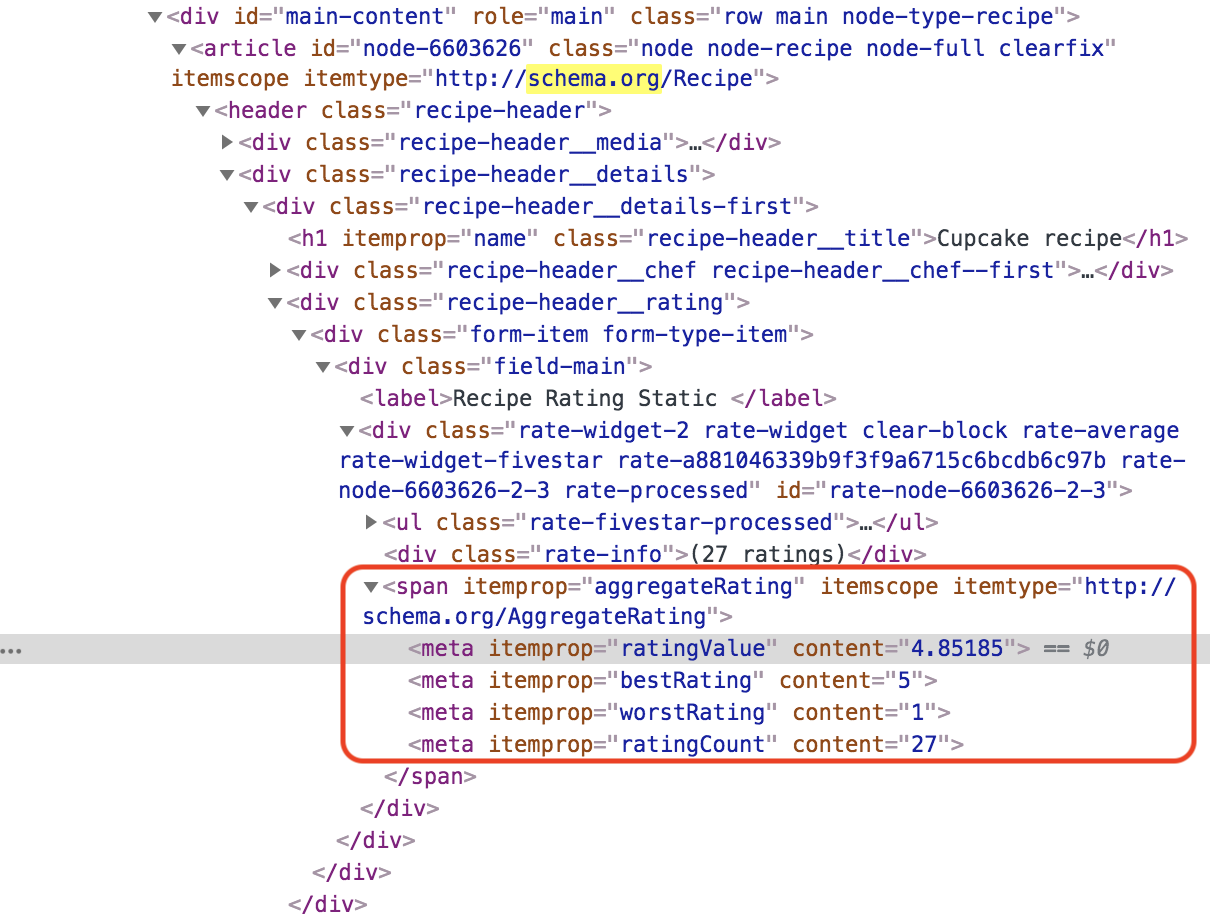 ▼<div id="main-content" role="main" class="row main node-type-recipe">
▼<article id="node-6603626" class="node node-recipe node-full clearfix"
itemscope itemtype="http://schema.org/Recipe">
▼<header class="recipe-header">
▶<div class="recipe-header__media">…</div>
▼<div class="recipe-header__details">
▼<div class="recipe-header__details-first">
<h1 itemprop="name" class="recipe-header__title">Cupcake recipe</h1>
▶<div class="recipe-header__chef recipe-header__chef--first">…</div>
▼<div class="recipe-header__rating">
▼<div class="form-item form-type-item">
▼<div class="field-main">
<label>Recipe Rating Static </label>
▼<div class="rate-widget-2 rate-widget clear-block rate-average
rate-widget-fivestar rate-a881046339b9f3f9a6715c6bcdb6c97b rate-
node-6603626-2-3 rate-processed" id="rate-node-6603626-2-3">
▶<ul class="rate-fivestar-processed">…</ul>
<div class="rate-info">(27 ratings)</div>
▼<span itemprop="aggregateRating" itemscope itemtype="http://
schema.org/AggregateRating">
… <meta itemprop="ratingValue" content="4.85185"> == $0
<meta itemprop="bestRating" content="5">
<meta itemprop="worstRating" content="1">
<meta itemprop="ratingCount" content="27">
</span>
</div>
</div>
</div>
</div>